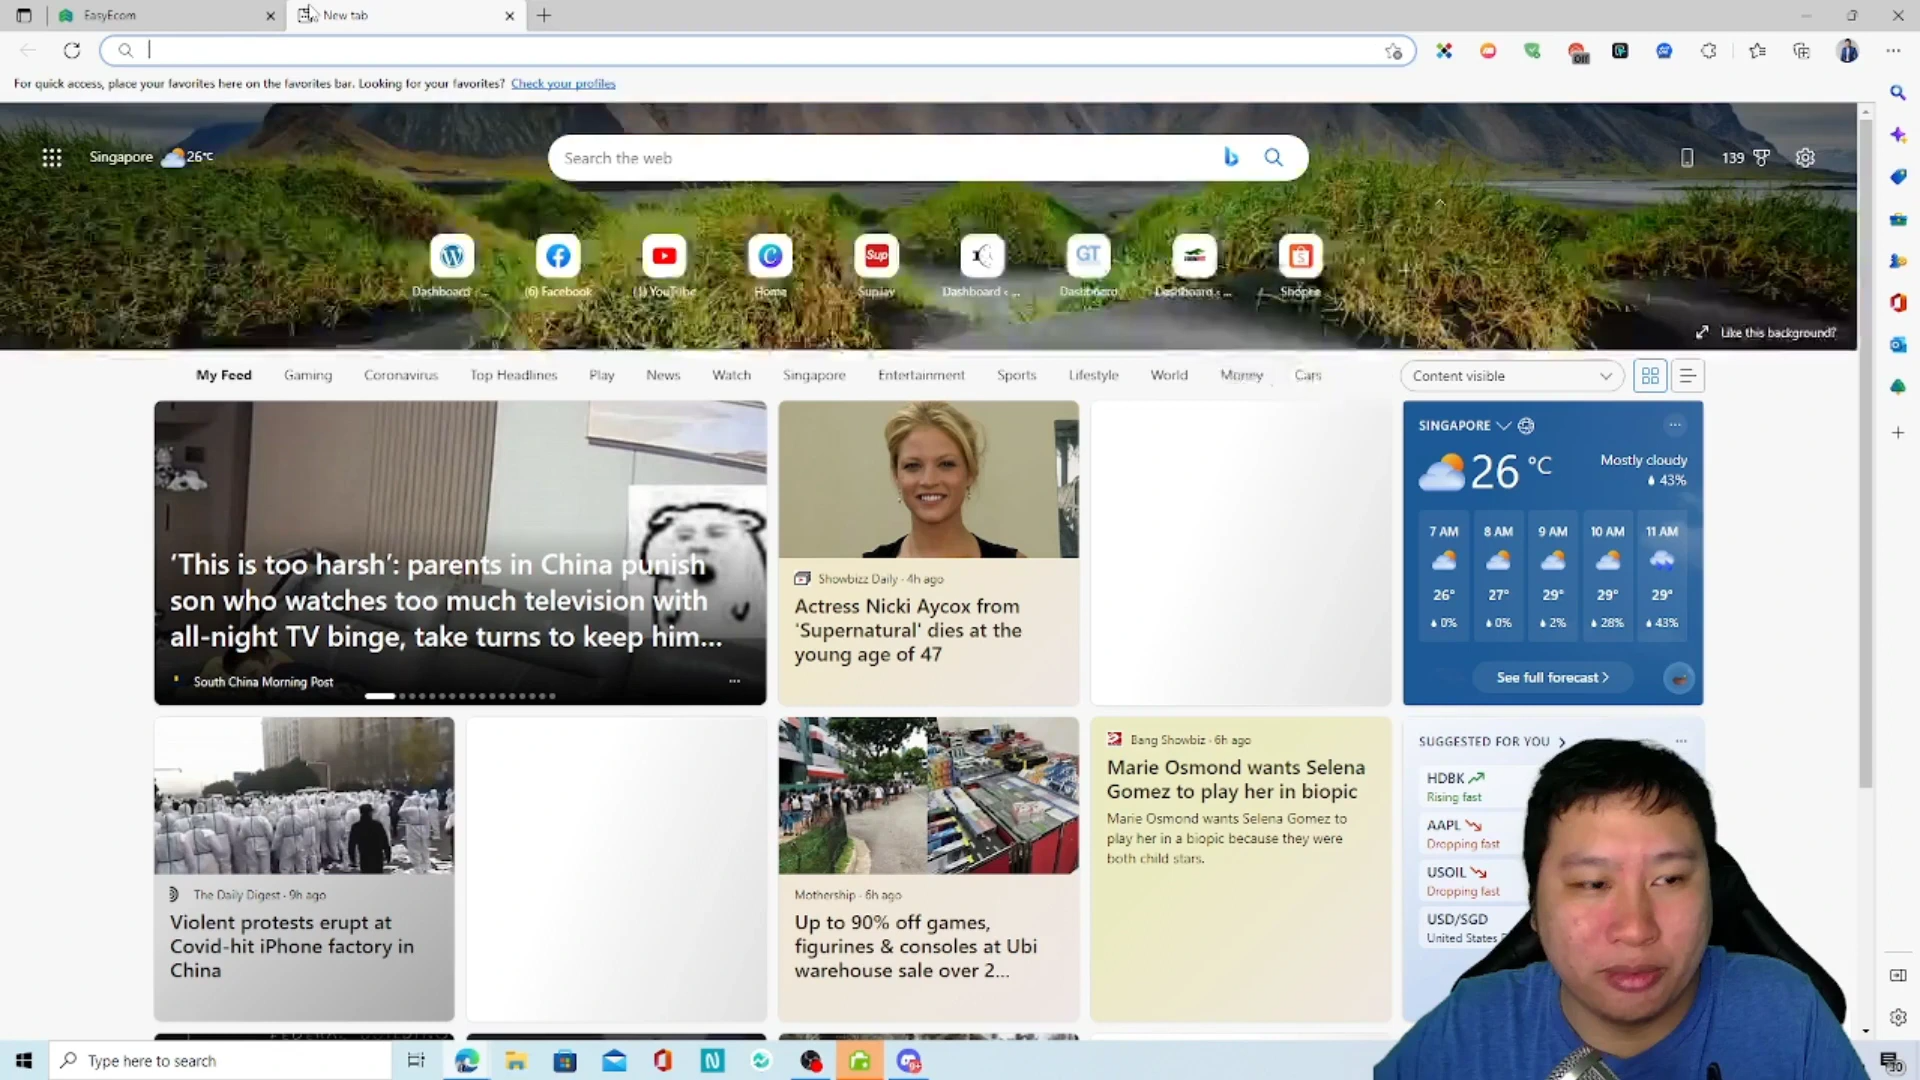 EasyEcom
New tab
For quick access, place your favorites here on the favorites bar. Looking for your favorites? Check your profiles
Off
Singapore 26°C
Search the web
139
GT
Sup
Dashboard ...
(6) Facebook
(1) YouTube
Home
Suplay
Dashboard < ...
Dashboard
Dashboard < ...
Shopee
Like this background?
My Feed
Gaming
Coronavirus
Top Headlines
Play
News
Watch
Singapore
Entertainment
Sports
Lifestyle
World
Money
Cars
Content visible
'This is too harsh': parents in China punish
son who watches too much television with
all-night TV binge, take turns to keep him...
South China Morning Post
Showbizz Daily · 4h ago
Actress Nicki Aycox from
'Supernatural' dies at the
young age of 47
SINGAPORE
26 °C
Mostly cloudy
43%
7 AM 8 AM 9 AM 10 AM 11 AM
26° 27° 29° 29° 29°
0% 0% 2% 28% 43%
See full forecast >
The Daily Digest · 9h ago
Violent protests erupt at
Covid-hit iPhone factory in
China
Mothership · 6h ago
Up to 90% off games,
figurines & consoles at Ubi
warehouse sale over 2...
Bang Showbiz · 6h ago
Marie Osmond wants Selena
Gomez to play her in biopic
Marie Osmond wants Selena Gomez to
play her in a biopic because they were
both child stars.
SUGGESTED FOR YOU >
HDBK
Rising fast
AAPL
Dropping fast
USOIL
Dropping fast
USD/SGD
United States
Type here to search
30